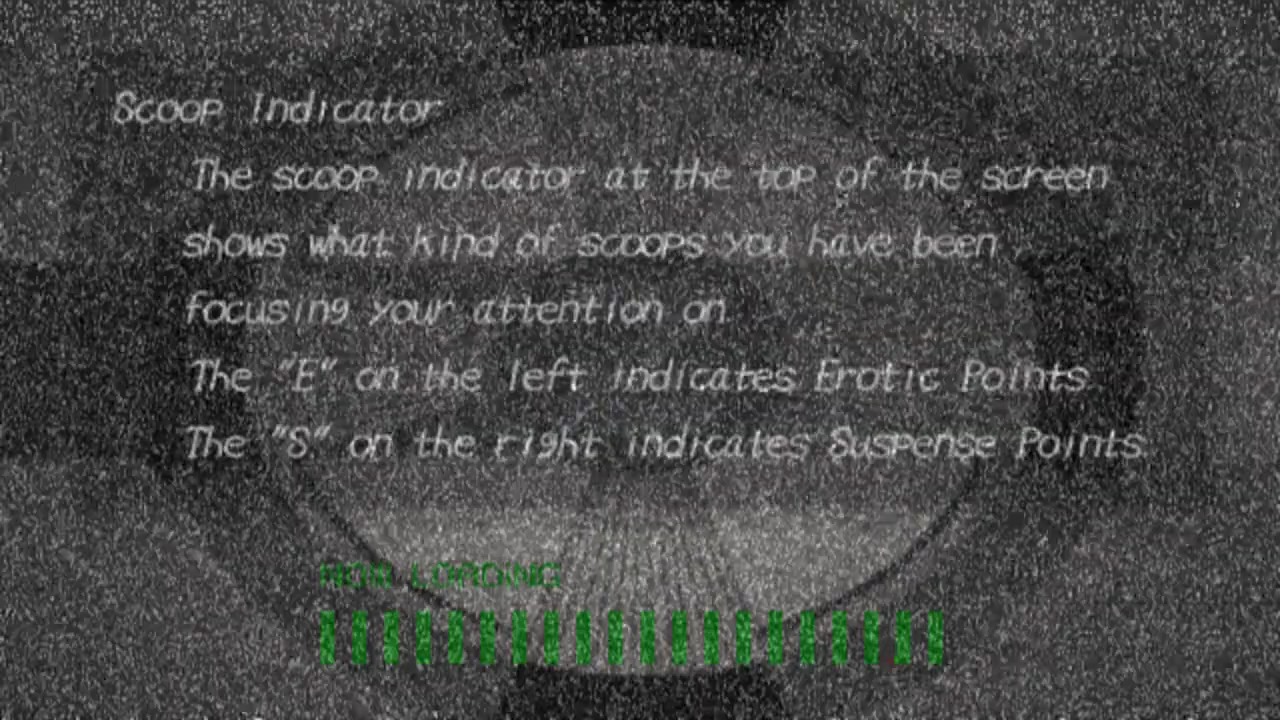 Scoop Indicator
The scoop indicator at the top of the screen
shows what kind of scoops you have been
focusing your attention on.
The "E" on the left indicates Erotic Points.
The "S" on the right indicates Suspense Points.
NOW LOADING